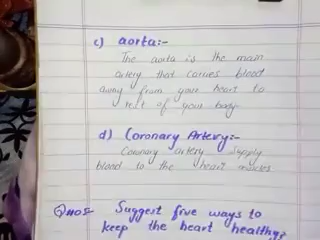 c) aorta:-
The aorta is the main
artery that carries blood
away from your heart to
rest of your body.
d) Coronary Artery:-
Coronary artery supply
blood to the heart muscles
Q no5- Suggest five ways to
keep the heart healthy?